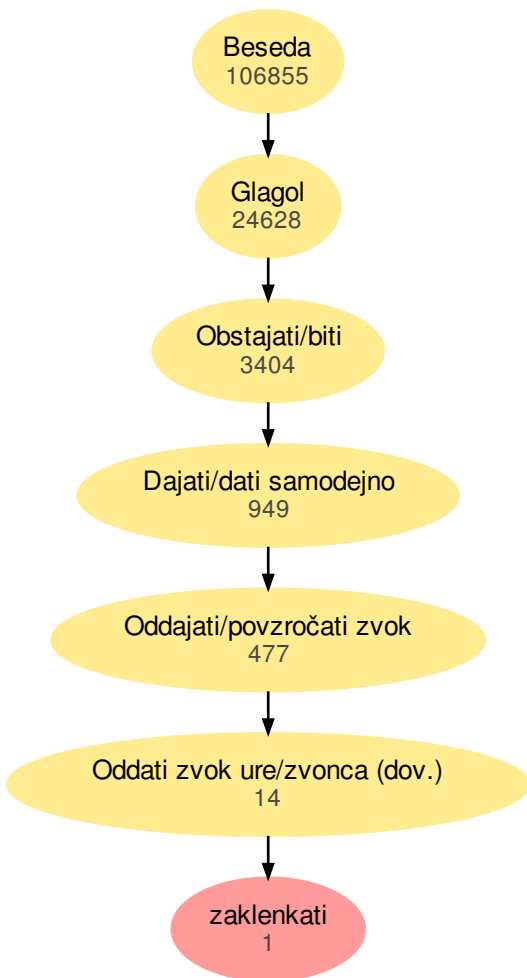 Beseda
106855
Glagol
24628
Obstajati/biti
3404
Dajati/dati samodejno
949
Oddajati/povzročati zvok
477
Oddati zvok ure/zvonca (dov.)
14
zaklenkati
1